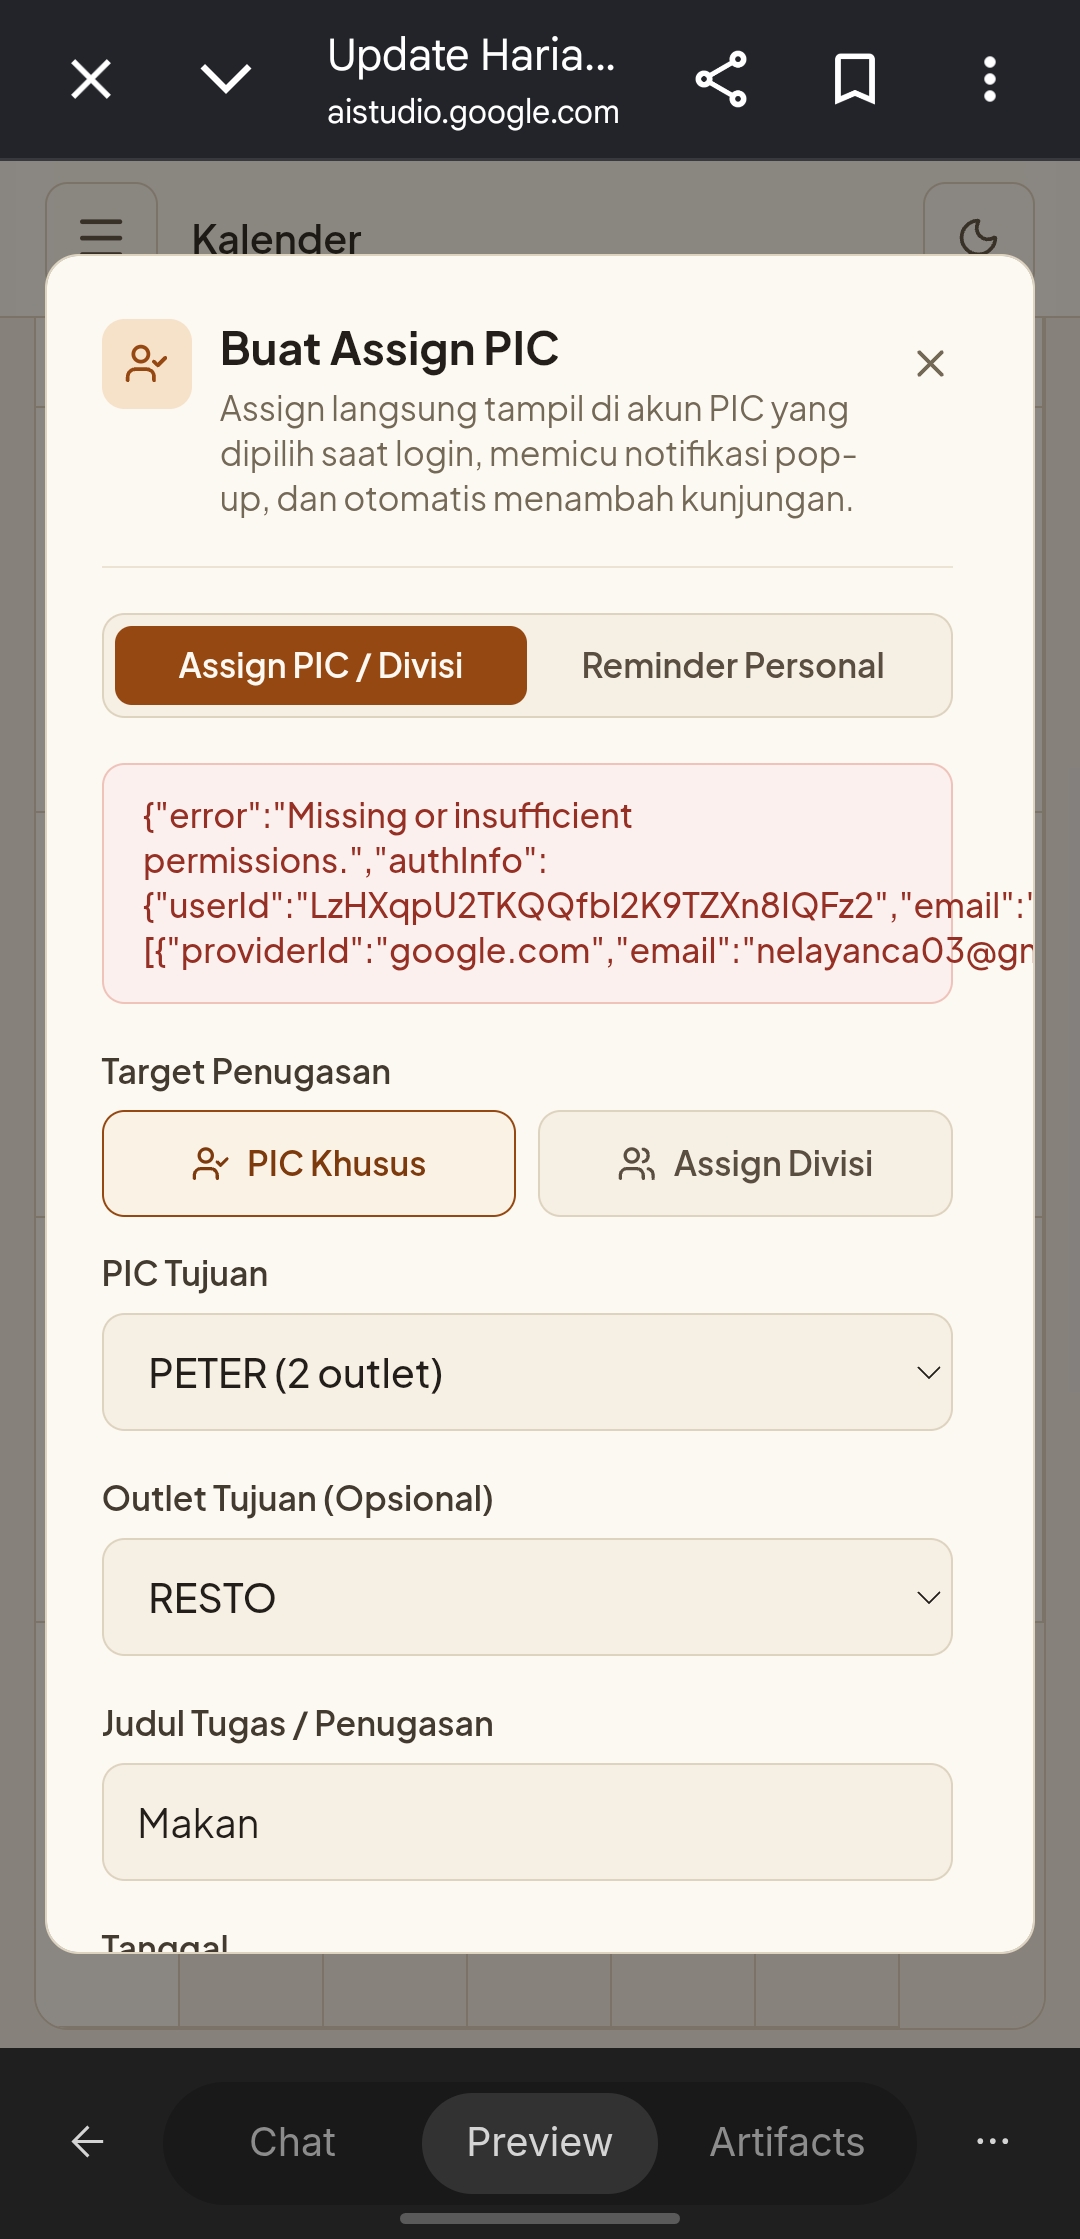 Update Haria...
aistudio.google.com
Kalender
Buat Assign PIC
Assign langsung tampil di akun PIC yang
dipilih saat login, memicu notifikasi pop-
up, dan otomatis menambah kunjungan.
Assign PIC / Divisi
Reminder Personal
{"error":"Missing or insufficient
permissions.","authInfo":
{"userId":"LzHXqpU2TKQQfbl2K9TZXn8IQFz2","email":"
[{"providerId":"google.com","email":"nelayanca03@gm
Target Penugasan
PIC Khusus
Assign Divisi
PIC Tujuan
PETER (2 outlet)
Outlet Tujuan (Opsional)
RESTO
Judul Tugas / Penugasan
Makan
Tanggal
Chat
Preview
Artifacts